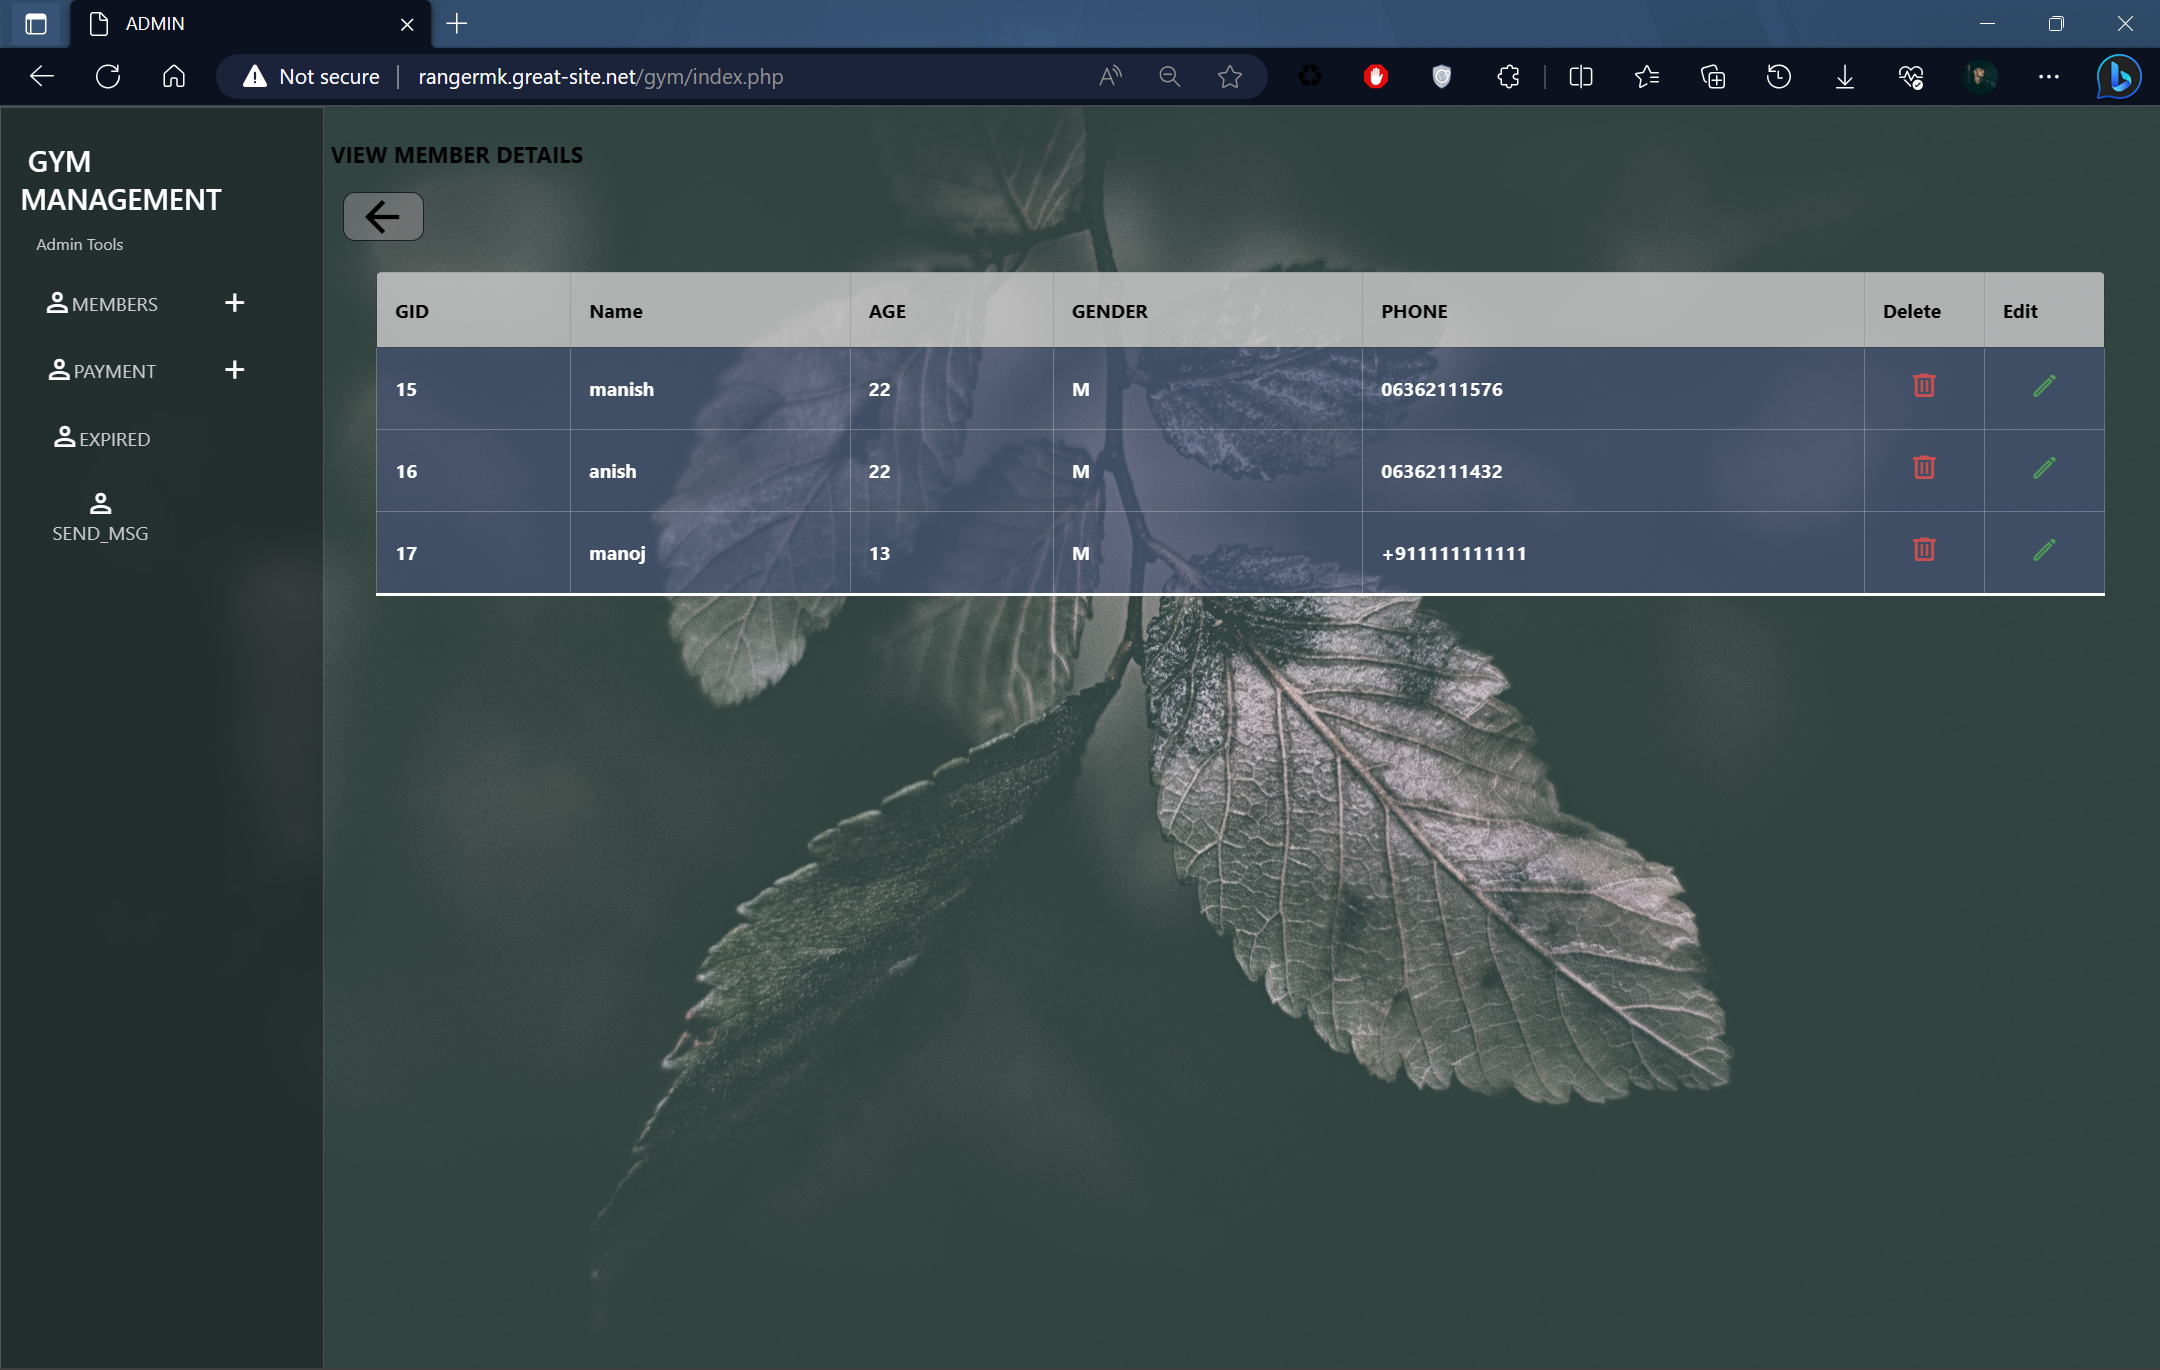 ADMIN
Not secure
rangermk.great-site.net/gym/index.php
GYM
MANAGEMENT
Admin Tools
MEMBERS +
PAYMENT +
EXPIRED
SEND_MSG
VIEW MEMBER DETAILS
GID Name AGE GENDER PHONE Delete Edit
15 manish 22 M 06362111576
16 anish 22 M 06362111432
17 manoj 13 M +911111111111